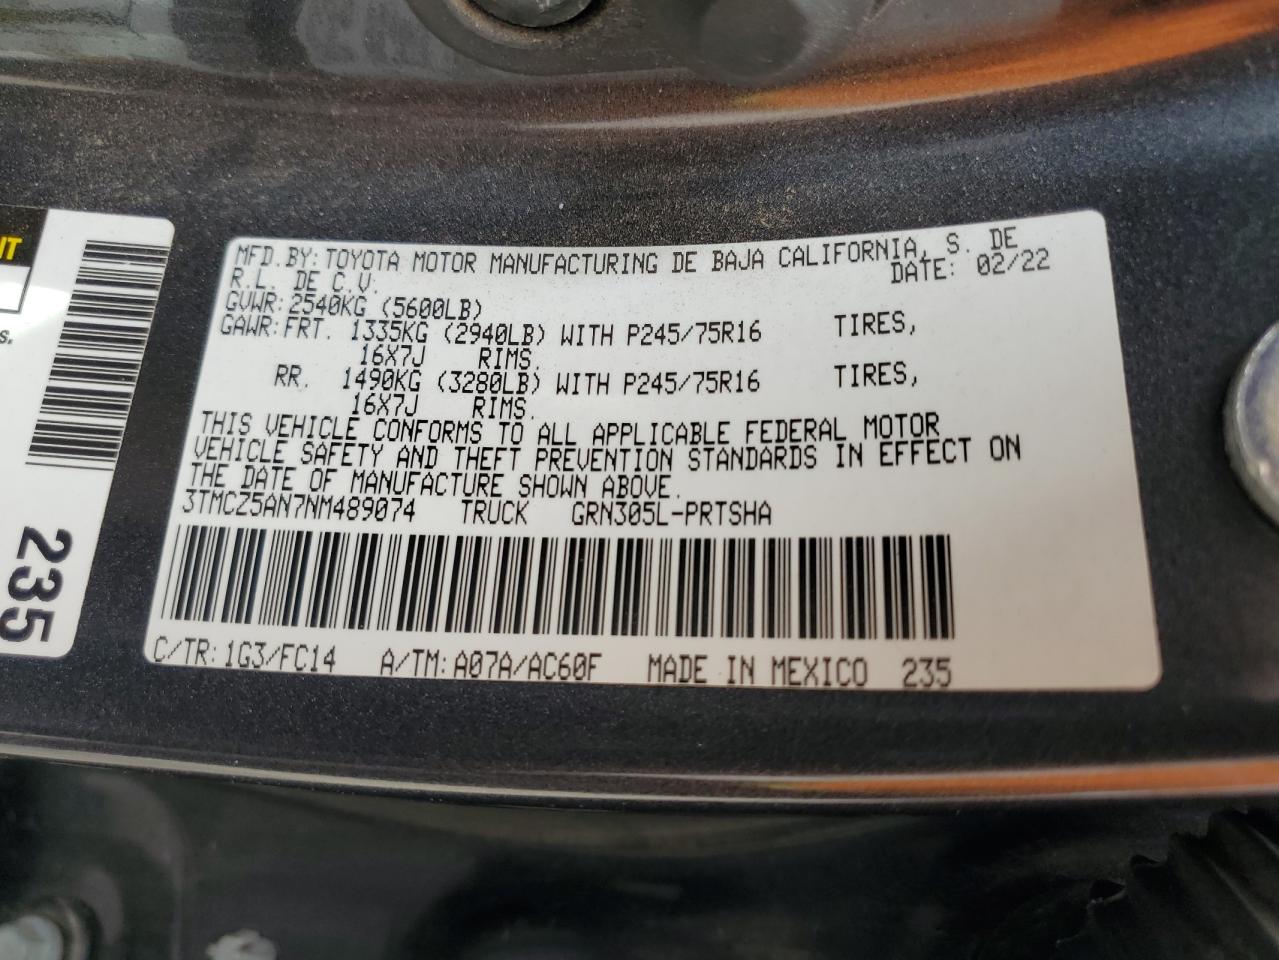 MFD.BY:TOYOTA MOTOR MANUFACTURING DE BAJA CALIFORNIA, S. DE
R.L. DE C.V. DATE: 02/22
GVWR:2540KG (5600LB)
GAWR:FRT. 1335KG (2940LB) WITH P245/75R16 TIRES,
16X7J RIMS.
RR. 1490KG (3280LB) WITH P245/75R16 TIRES,
16X7J RIMS.
THIS VEHICLE CONFORMS TO ALL APPLICABLE FEDERAL MOTOR
VEHICLE SAFETY AND THEFT PREVENTION STANDARDS IN EFFECT ON
THE DATE OF MANUFACTURE SHOWN ABOVE.
3TMCZ5AN7NM489074 TRUCK GRN305L-PRTSHA
C/TR:1G3/FC14 A/TM:A07A/AC60F MADE IN MEXICO 235
235